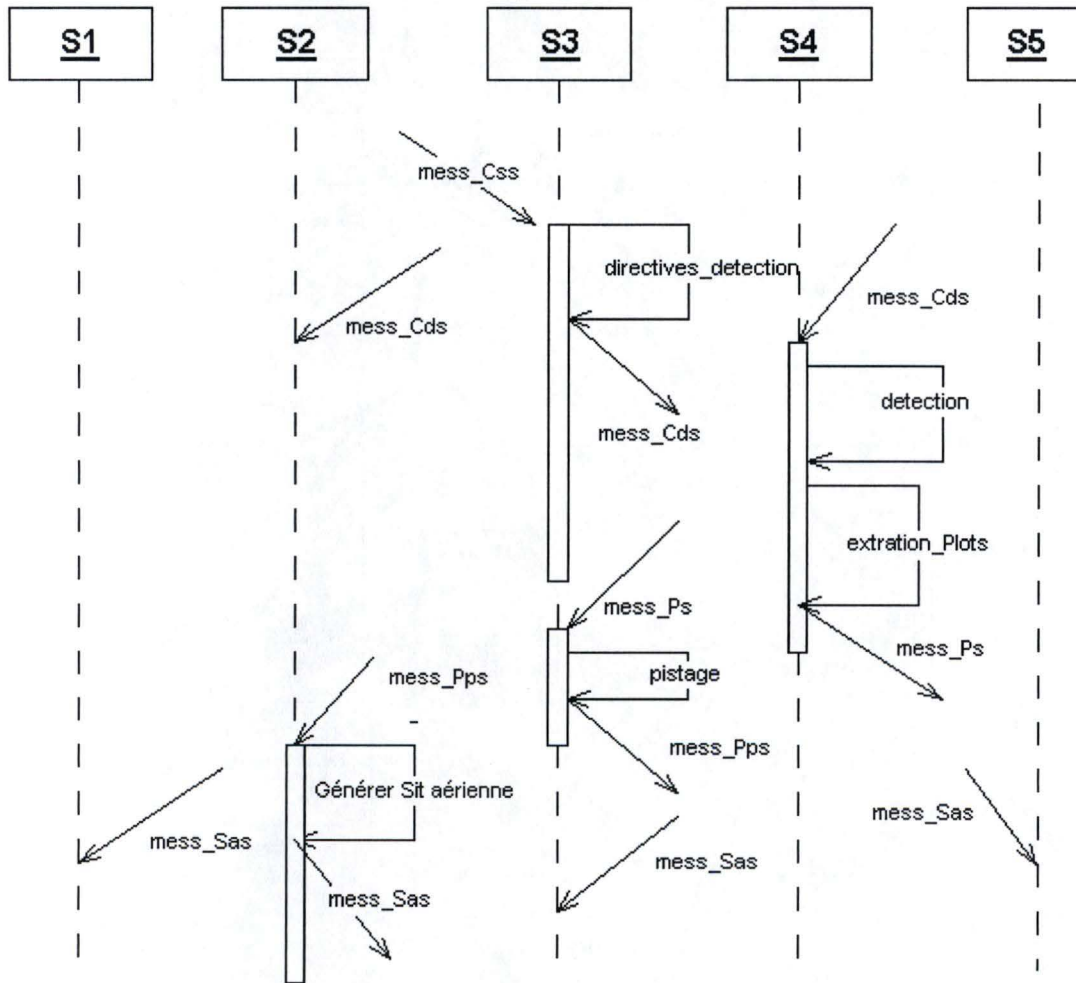 S1
S2
S3
S4
S5
mess_Css
directives_detection
mess_Cds
mess_Cds
detection
mess_Cds
extration_Plots
mess_Ps
mess_Ps
mess_Pps
pistage
mess_Pps
Générer Sit aérienne
mess_Sas
mess_Sas
mess_Sas
mess_Sas